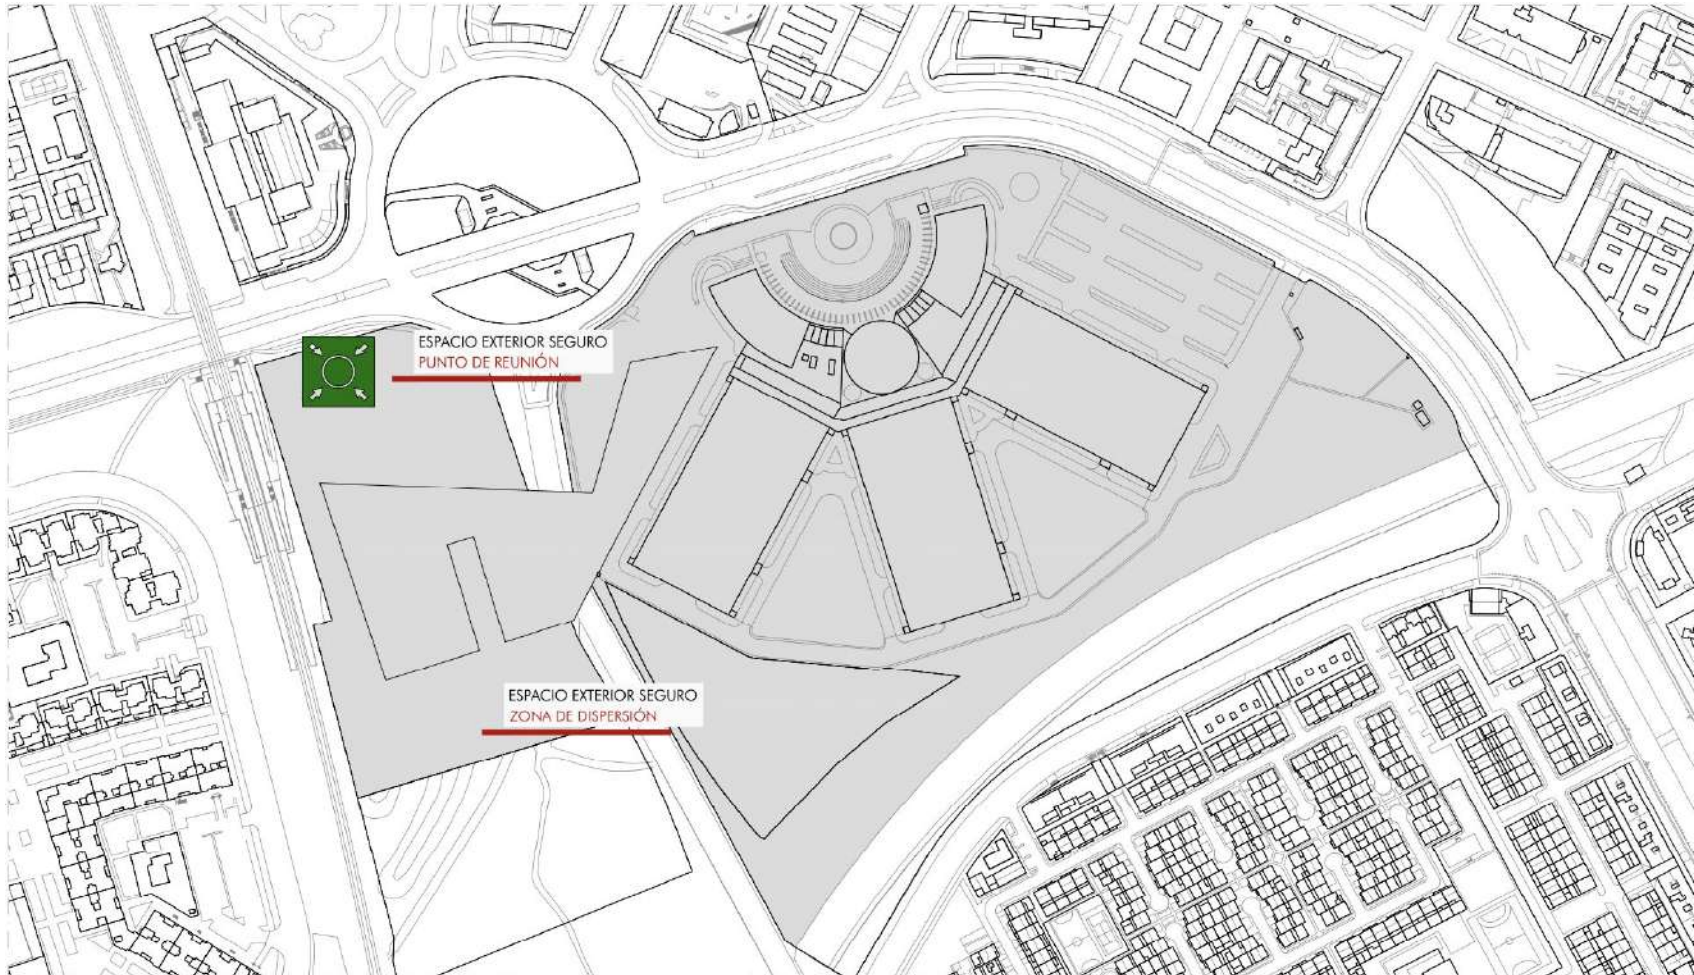 ESPACIO EXTERIOR SEGURO
PUNTO DE REUNIÓN
ESPACIO EXTERIOR SEGURO
ZONA DE DISPERSIÓN